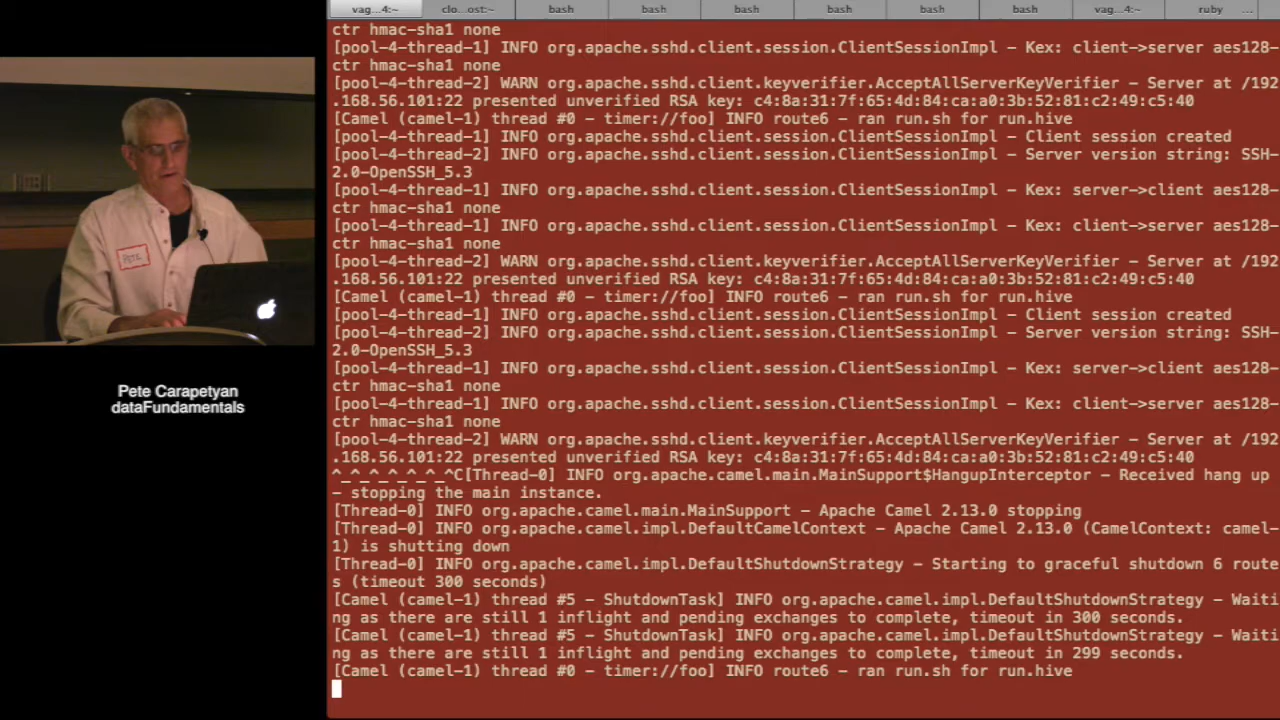 vag...4:~ clo...ost:~ bash bash bash bash bash bash vag...4:~ ruby ...
ctr hmac-sha1 none
[pool-4-thread-1] INFO org.apache.sshd.client.session.ClientSessionImpl - Kex: client->server aes128-
ctr hmac-sha1 none
[pool-4-thread-2] WARN org.apache.sshd.client.keyverifier.AcceptAllServerKeyVerifier - Server at /192
.168.56.101:22 presented unverified RSA key: c4:8a:31:7f:65:4d:84:ca:a0:3b:52:81:c2:49:c5:40
[Camel (camel-1) thread #0 - timer://foo] INFO route6 - ran run.sh for run.hive
[pool-4-thread-1] INFO org.apache.sshd.client.session.ClientSessionImpl - Client session created
[pool-4-thread-2] INFO org.apache.sshd.client.session.ClientSessionImpl - Server version string: SSH-
2.0-OpenSSH_5.3
[pool-4-thread-1] INFO org.apache.sshd.client.session.ClientSessionImpl - Kex: server->client aes128-
ctr hmac-sha1 none
[pool-4-thread-1] INFO org.apache.sshd.client.session.ClientSessionImpl - Kex: client->server aes128-
ctr hmac-sha1 none
[pool-4-thread-2] WARN org.apache.sshd.client.keyverifier.AcceptAllServerKeyVerifier - Server at /192
.168.56.101:22 presented unverified RSA key: c4:8a:31:7f:65:4d:84:ca:a0:3b:52:81:c2:49:c5:40
[Camel (camel-1) thread #0 - timer://foo] INFO route6 - ran run.sh for run.hive
[pool-4-thread-1] INFO org.apache.sshd.client.session.ClientSessionImpl - Client session created
[pool-4-thread-2] INFO org.apache.sshd.client.session.ClientSessionImpl - Server version string: SSH-
2.0-OpenSSH_5.3
[pool-4-thread-1] INFO org.apache.sshd.client.session.ClientSessionImpl - Kex: server->client aes128-
ctr hmac-sha1 none
[pool-4-thread-1] INFO org.apache.sshd.client.session.ClientSessionImpl - Kex: client->server aes128-
ctr hmac-sha1 none
[pool-4-thread-2] WARN org.apache.sshd.client.keyverifier.AcceptAllServerKeyVerifier - Server at /192
.168.56.101:22 presented unverified RSA key: c4:8a:31:7f:65:4d:84:ca:a0:3b:52:81:c2:49:c5:40
^_^_^_^_^_^_^C[Thread-0] INFO org.apache.camel.main.MainSupport$HangupInterceptor - Received hang up
- stopping the main instance.
[Thread-0] INFO org.apache.camel.main.MainSupport - Apache Camel 2.13.0 stopping
[Thread-0] INFO org.apache.camel.impl.DefaultCamelContext - Apache Camel 2.13.0 (CamelContext: camel-
1) is shutting down
[Thread-0] INFO org.apache.camel.impl.DefaultShutdownStrategy - Starting to graceful shutdown 6 route
s (timeout 300 seconds)
[Camel (camel-1) thread #5 - ShutdownTask] INFO org.apache.camel.impl.DefaultShutdownStrategy - Waiti
ng as there are still 1 inflight and pending exchanges to complete, timeout in 300 seconds.
[Camel (camel-1) thread #5 - ShutdownTask] INFO org.apache.camel.impl.DefaultShutdownStrategy - Waiti
ng as there are still 1 inflight and pending exchanges to complete, timeout in 299 seconds.
[Camel (camel-1) thread #0 - timer://foo] INFO route6 - ran run.sh for run.hive
PETE
Pete Carapetyan
dataFundamentals